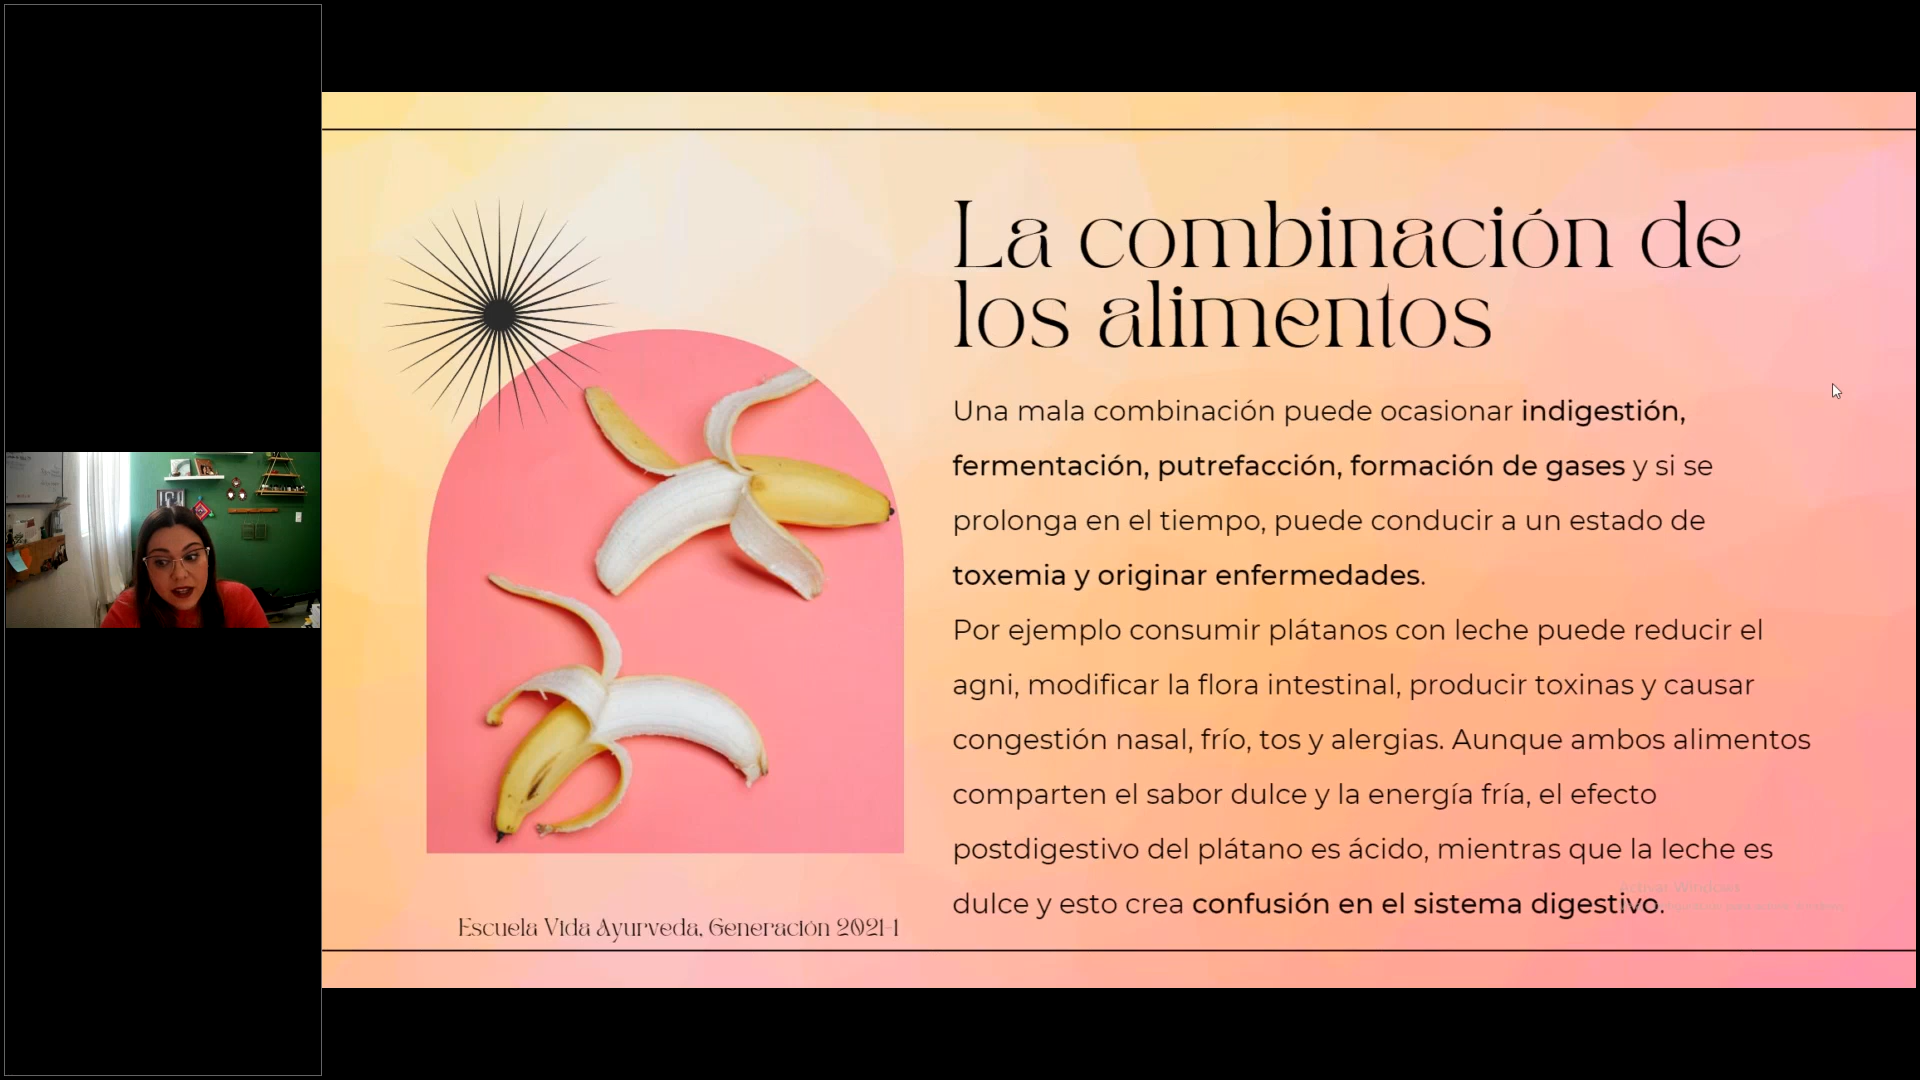 La combinación de
los alimentos
Una mala combinación puede ocasionar indigestión,
fermentación, putrefacción, formación de gases y si se
prolonga en el tiempo, puede conducir a un estado de
toxemia y originar enfermedades.
Por ejemplo consumir plátanos con leche puede reducir el
agni, modificar la flora intestinal, producir toxinas y causar
congestión nasal, frío, tos y alergias. Aunque ambos alimentos
comparten el sabor dulce y la energía fría, el efecto
postdigestivo del plátano es ácido, mientras que la leche es
dulce y esto crea confusión en el sistema digestivo.
Activar Windows
Escuela Vida Ayurveda, Generación 2021-1